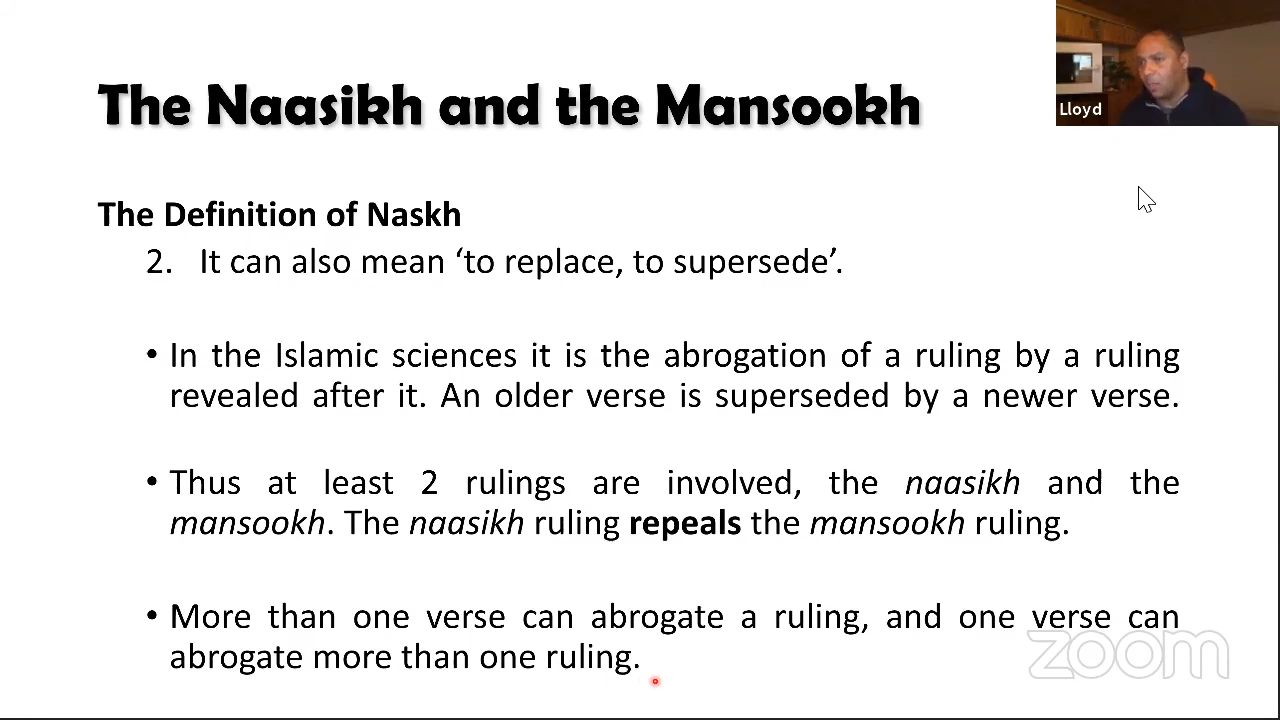 The Naasikh and the Mansookh
Lloyd
The Definition of Naskh
2. It can also mean ‘to replace, to supersede’.
• In the Islamic sciences it is the abrogation of a ruling by a ruling
revealed after it. An older verse is superseded by a newer verse.
• Thus at least 2 rulings are involved, the naasikh and the
mansookh. The naasikh ruling repeals the mansookh ruling.
• More than one verse can abrogate a ruling, and one verse can
abrogate more than one ruling.
zoom